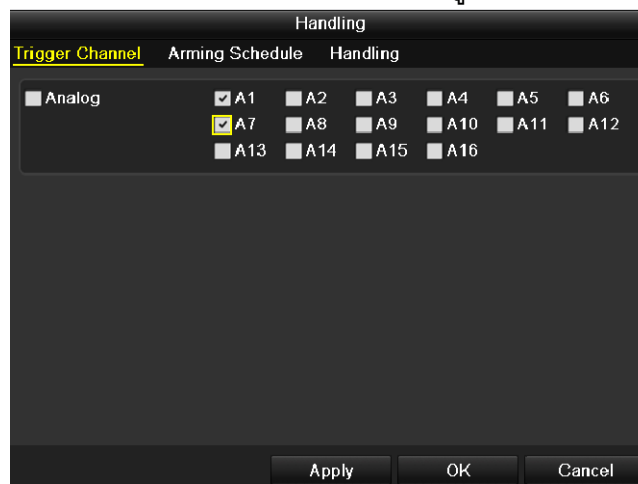 Handling
Trigger Channel Arming Schedule Handling
Analog A1 A2 A3 A4 A5 A6
A7 A8 A9 A10 A11 A12
A13 A14 A15 A16
Apply OK Cancel